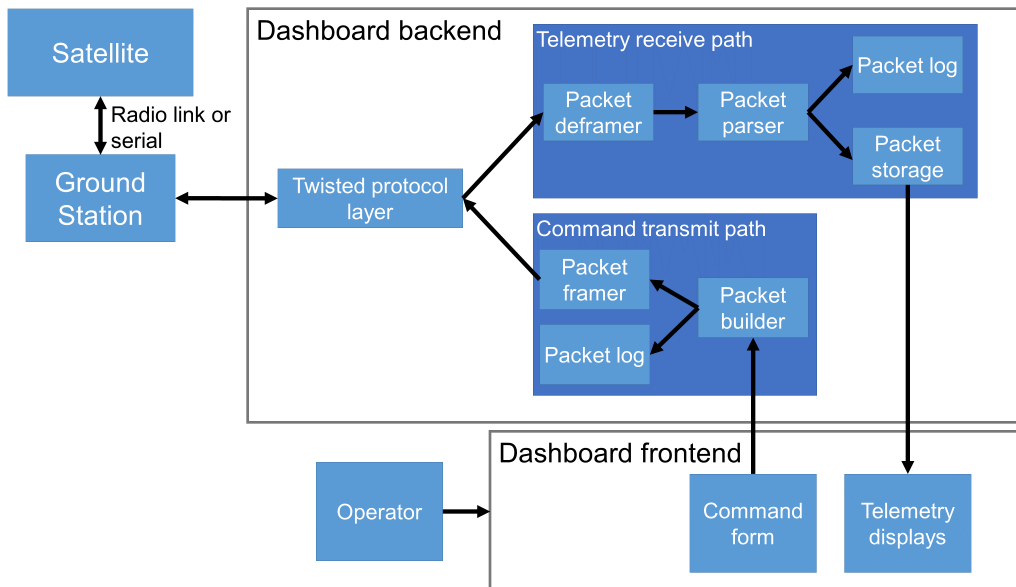 Satellite
Radio link or
serial
Ground
Station
Dashboard backend
Twisted protocol
layer
Telemetry receive path
Packet
deframer
Packet
parser
Packet log
Packet
storage
Command transmit path
Packet
framer
Packet
builder
Packet log
Operator
Dashboard frontend
Command
form
Telemetry
displays